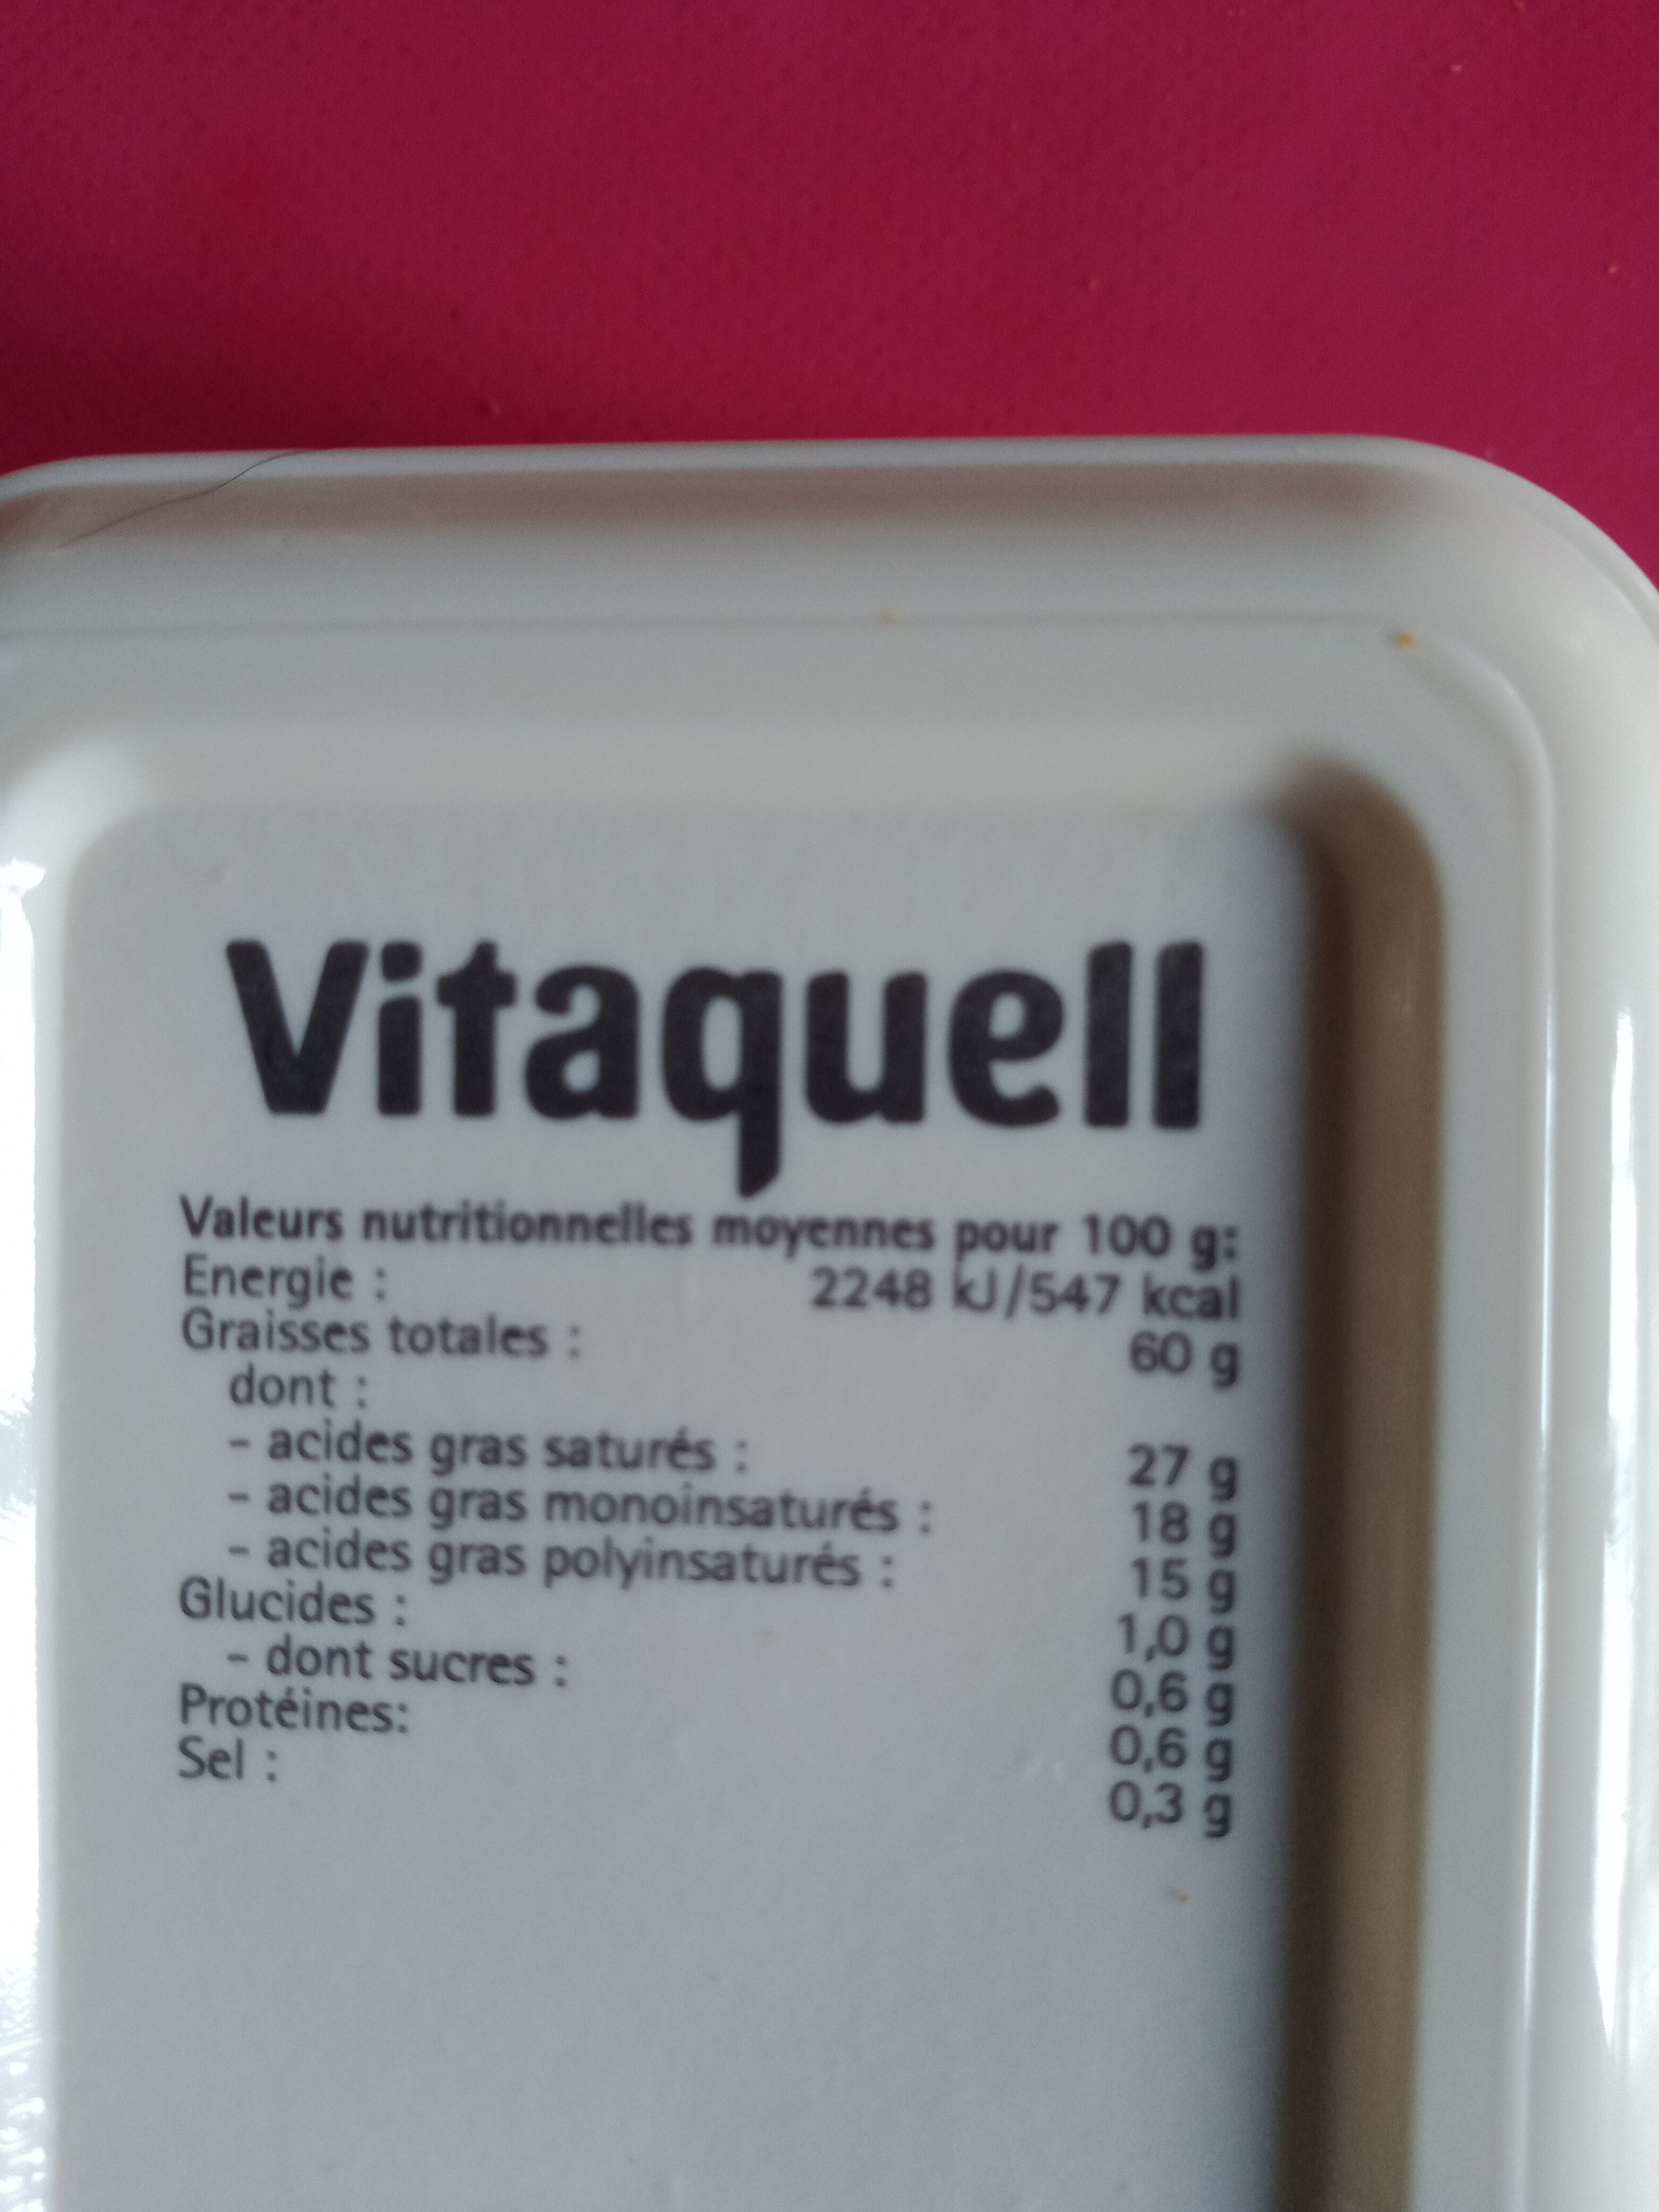 Vitaquell
Valeurs nutritionnelles moyennes pour 100 g:
Energie : 2248 kJ/547 kcal
Graisses totales : 60 g
dont :
- acides gras saturés : 27 g
- acides gras monoinsaturés : 18 g
- acides gras polyinsaturés : 15 g
Glucides : 1,0 g
- dont sucres : 0,6 g
Protéines: 0,6 g
Sel : 0,3 g